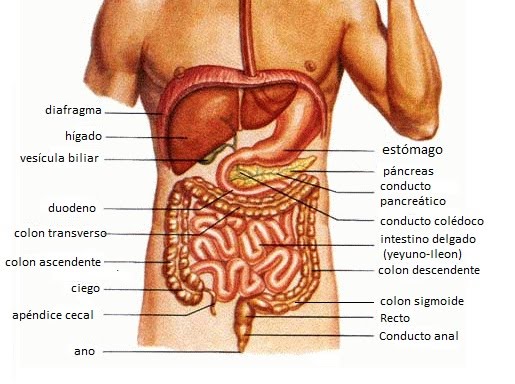 diafragma
hígado
vesícula biliar
duodeno
colon transverso
colon ascendente
ciego
apéndice cecal
ano
estómago
páncreas
conducto
pancreático
conducto colédoco
intestino delgado
(yeyuno-Ileon)
colon descendente
colon sigmoide
Recto
Conducto anal